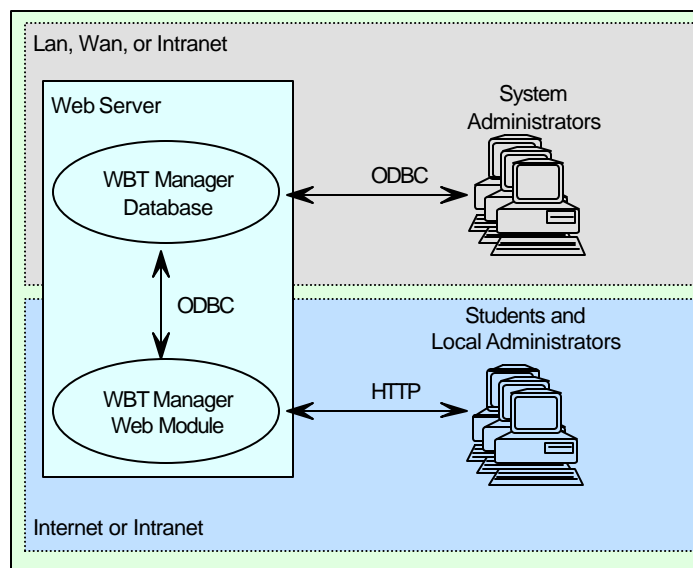 Lan, Wan, or Intranet
Web Server
System
Administrators
WBT Manager
Database
ODBC
ODBC
Students and
Local Administrators
WBT Manager
Web Module
HTTP
Internet or Intranet